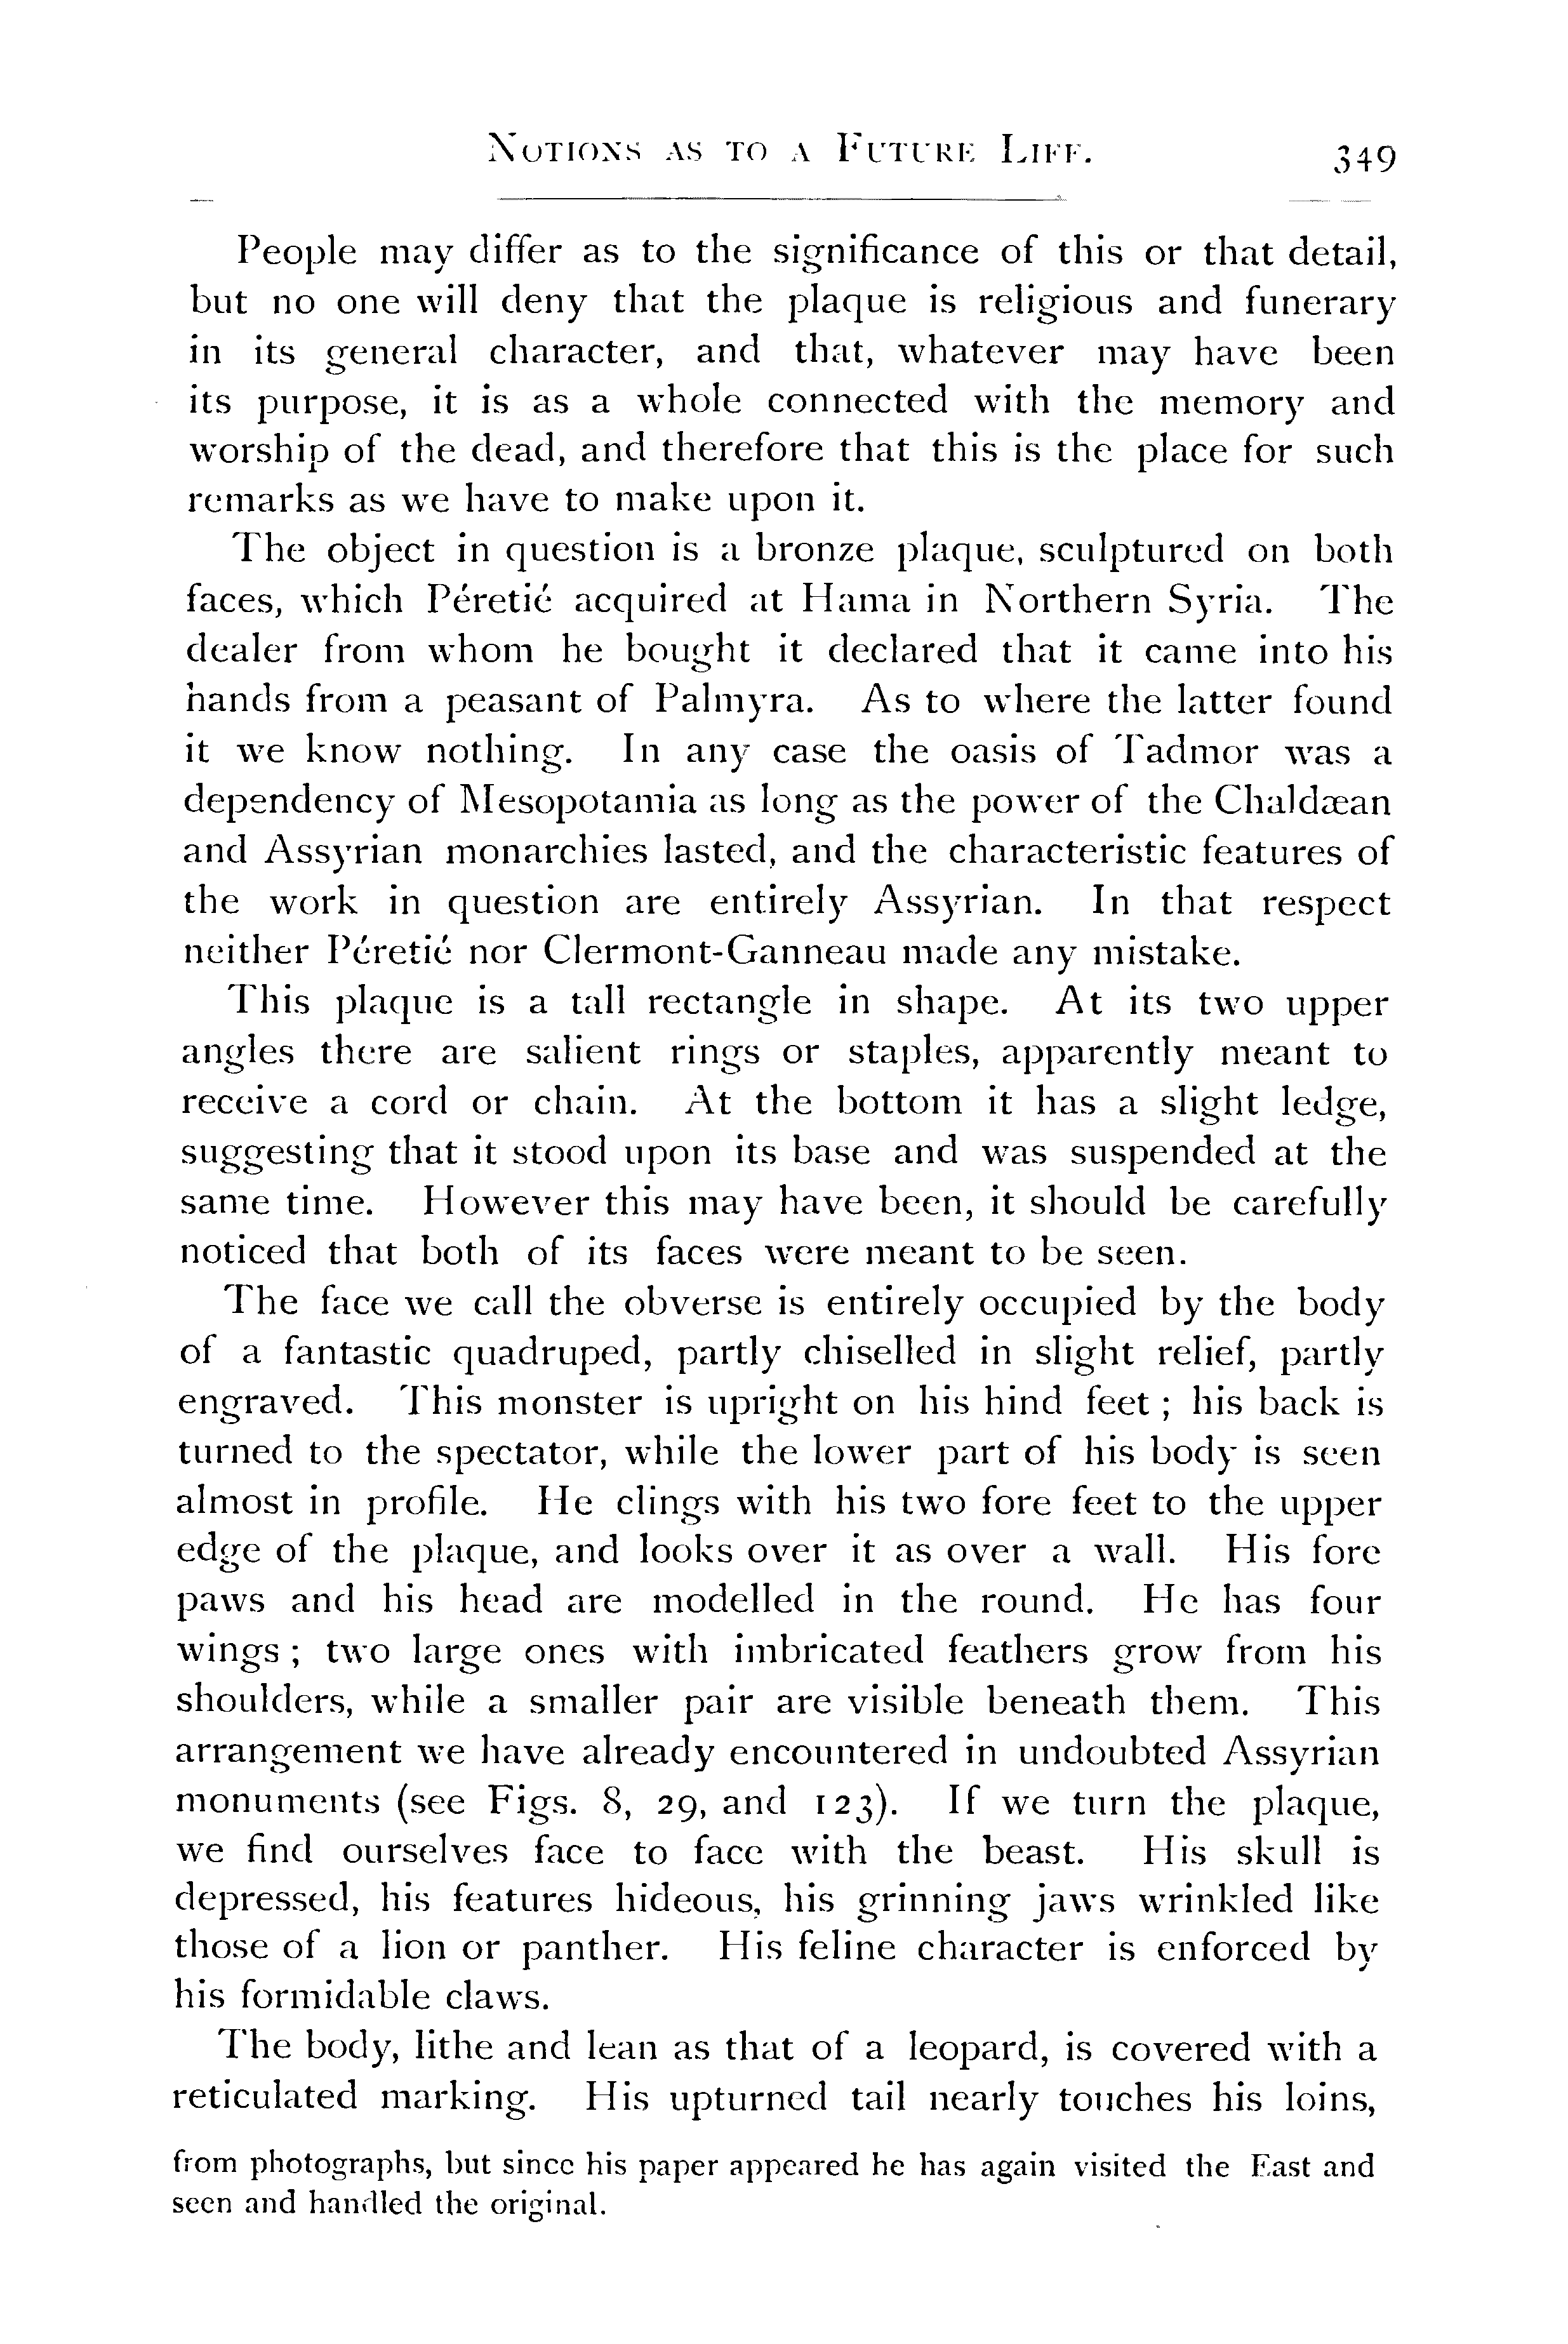 NOTIONS AS TO A FUTURE LIFE. 349
People may differ as to the significance of this or that detail,
but no one will deny that the plaque is religious and funerary
in its general character, and that, whatever may have been
its purpose, it is as a whole connected with the memory and
worship of the dead, and therefore that this is the place for such
remarks as we have to make upon it.
The object in question is a bronze plaque, sculptured on both
faces, which Péretié acquired at Hama in Northern Syria. The
dealer from whom he bought it declared that it came into his
hands from a peasant of Palmyra. As to where the latter found
it we know nothing. In any case the oasis of Tadmor was a
dependency of Mesopotamia as long as the power of the Chaldæan
and Assyrian monarchies lasted, and the characteristic features of
the work in question are entirely Assyrian. In that respect
neither Péretié nor Clermont-Ganneau made any mistake.
This plaque is a tall rectangle in shape. At its two upper
angles there are salient rings or staples, apparently meant to
receive a cord or chain. At the bottom it has a slight ledge,
suggesting that it stood upon its base and was suspended at the
same time. However this may have been, it should be carefully
noticed that both of its faces were meant to be seen.
The face we call the obverse is entirely occupied by the body
of a fantastic quadruped, partly chiselled in slight relief, partly
engraved. This monster is upright on his hind feet ; his back is
turned to the spectator, while the lower part of his body is seen
almost in profile. He clings with his two fore feet to the upper
edge of the plaque, and looks over it as over a wall. His fore
paws and his head are modelled in the round. He has four
wings ; two large ones with imbricated feathers grow from his
shoulders, while a smaller pair are visible beneath them. This
arrangement we have already encountered in undoubted Assyrian
monuments (see Figs. 8, 29, and 123). If we turn the plaque,
we find ourselves face to face with the beast. His skull is
depressed, his features hideous, his grinning jaws wrinkled like
those of a lion or panther. His feline character is enforced by
his formidable claws.
The body, lithe and lean as that of a leopard, is covered with a
reticulated marking. His upturned tail nearly touches his loins,
from photographs, but since his paper appeared he has again visited the East and
seen and handled the original.